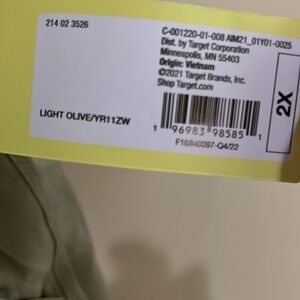 214 02 3526
C-001220-01-008 AIM21_01Y01-0025
Dist. by Target Corporation
Minneapolis, MN 55403
Origin: Vietnam
©2021 Target Brands, Inc.
Shop Target.com
LIGHT OLIVE/YR11ZW
1 96983 98585 1
F16840097-Q4/22
2X